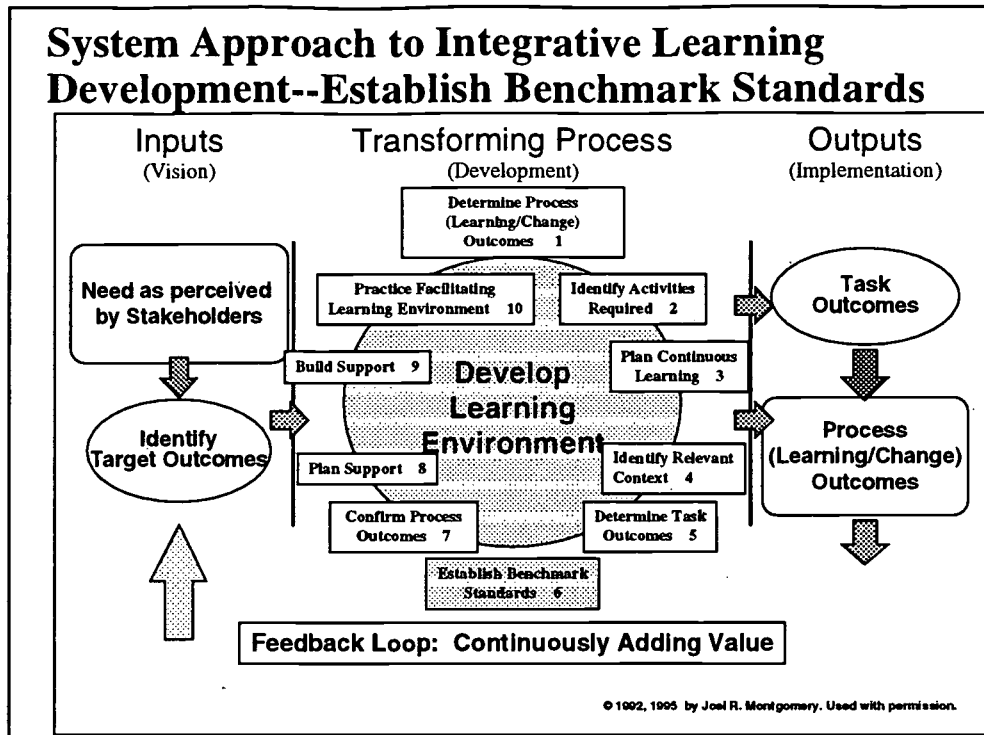 System Approach to Integrative Learning
Development--Establish Benchmark Standards
Inputs
(Vision)
Transforming Process
(Development)
Outputs
(Implementation)
Need as perceived
by Stakeholders
Identify
Target Outcomes
Determine Process
(Learning/Change)
Outcomes 1
Identify Activities
Required 2
Plan Continuous
Learning 3
Identify Relevant
Context 4
Determine Task
Outcomes 5
Establish Benchmark
Standards 6
Confirm Process
Outcomes 7
Plan Support 8
Build Support 9
Practice Facilitating
Learning Environment 10
Develop
Learning
Environment
Task
Outcomes
Process
(Learning/Change)
Outcomes
Feedback Loop: Continuously Adding Value
© 1992, 1995 by Joel R. Montgomery. Used with permission.